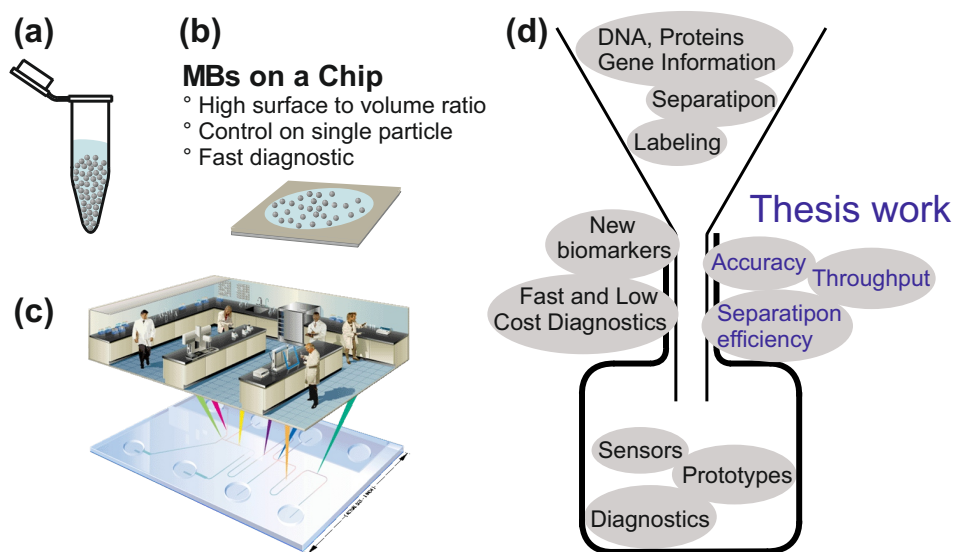 (a)
(b)
MBs on a Chip
° High surface to volume ratio
° Control on single particle
° Fast diagnostic
(c)
(d)
DNA, Proteins
Gene Information
Separatipon
Labeling
Thesis work
New
biomarkers
Fast and Low
Cost Diagnostics
Accuracy
Throughput
Separatipon
efficiency
Sensors
Prototypes
Diagnostics